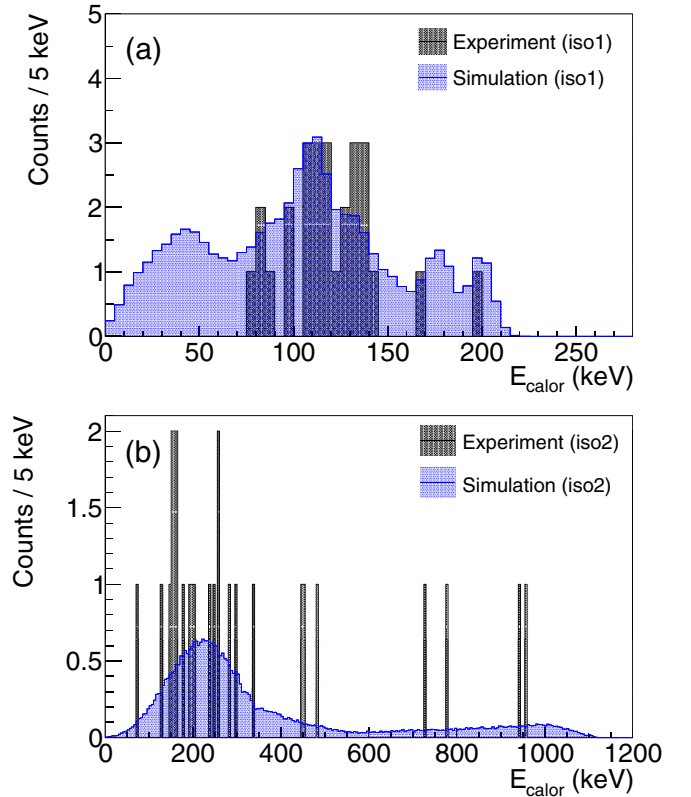 5
(a)
Experiment (iso1)
4
Simulation (iso1)
Counts / 5 keV
3
2
1
0
0 50 100 150 200 250
E_calor (keV)
2
(b)
Experiment (iso2)
Simulation (iso2)
Counts / 5 keV
1.5
1
0.5
0
0 200 400 600 800 1000 1200
E_calor (keV)